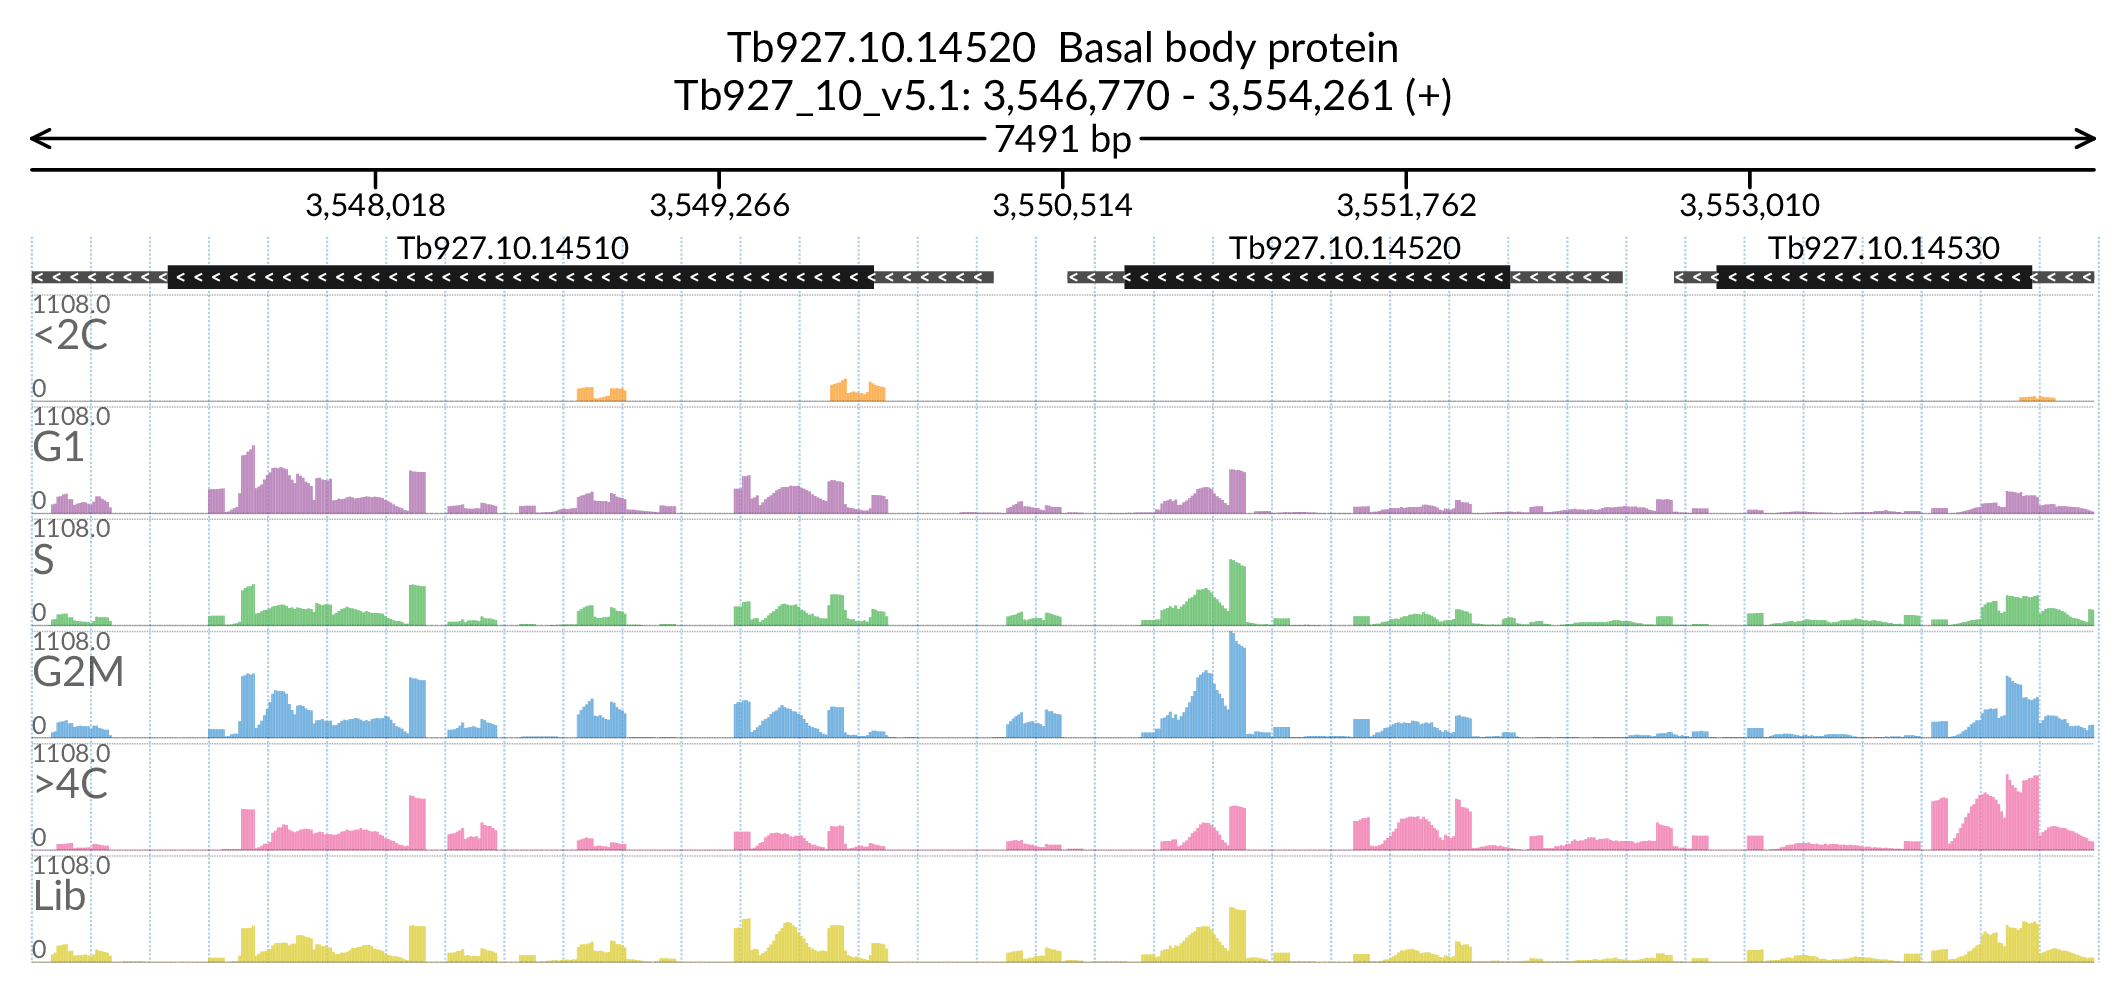 Tb927.10.14520  Basal body protein
Tb927_10_v5.1: 3,546,770 - 3,554,261 (+)
7491 bp
3,548,018 3,549,266 3,550,514 3,551,762 3,553,010
Tb927.10.14510 Tb927.10.14520 Tb927.10.14530
1108.0
<2C
0
1108.0
G1
0
1108.0
S
0
1108.0
G2M
0
1108.0
>4C
0
1108.0
Lib
0